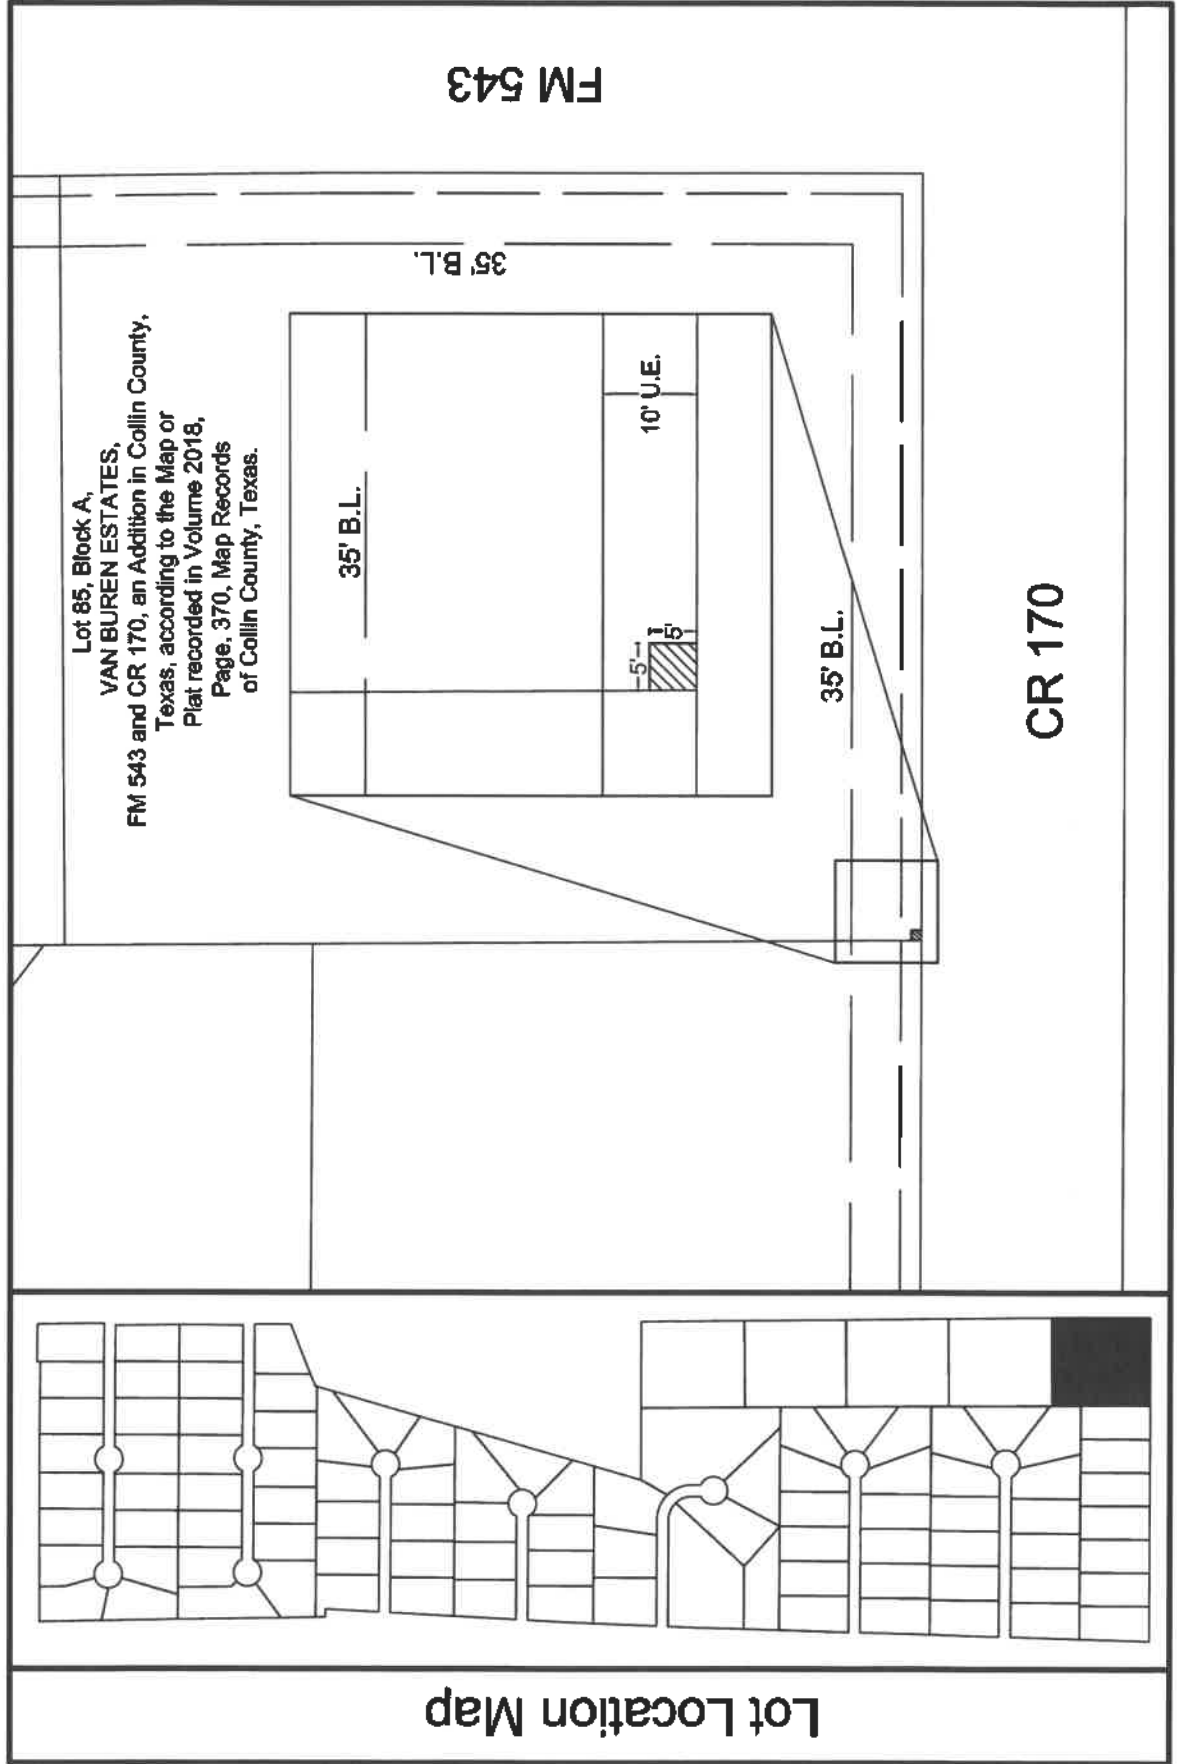 FM 543
35' B.L.
Lot 85, Block A,
VAN BUREN ESTATES,
FM 543 and CR 170, an Addition in Collin County,
Texas, according to the Map or
Plat recorded in Volume 2018,
Page. 370, Map Records
of Collin County, Texas.
35' B.L.
10' U.E.
5'
5'
35' B.L.
CR 170
Lot Location Map